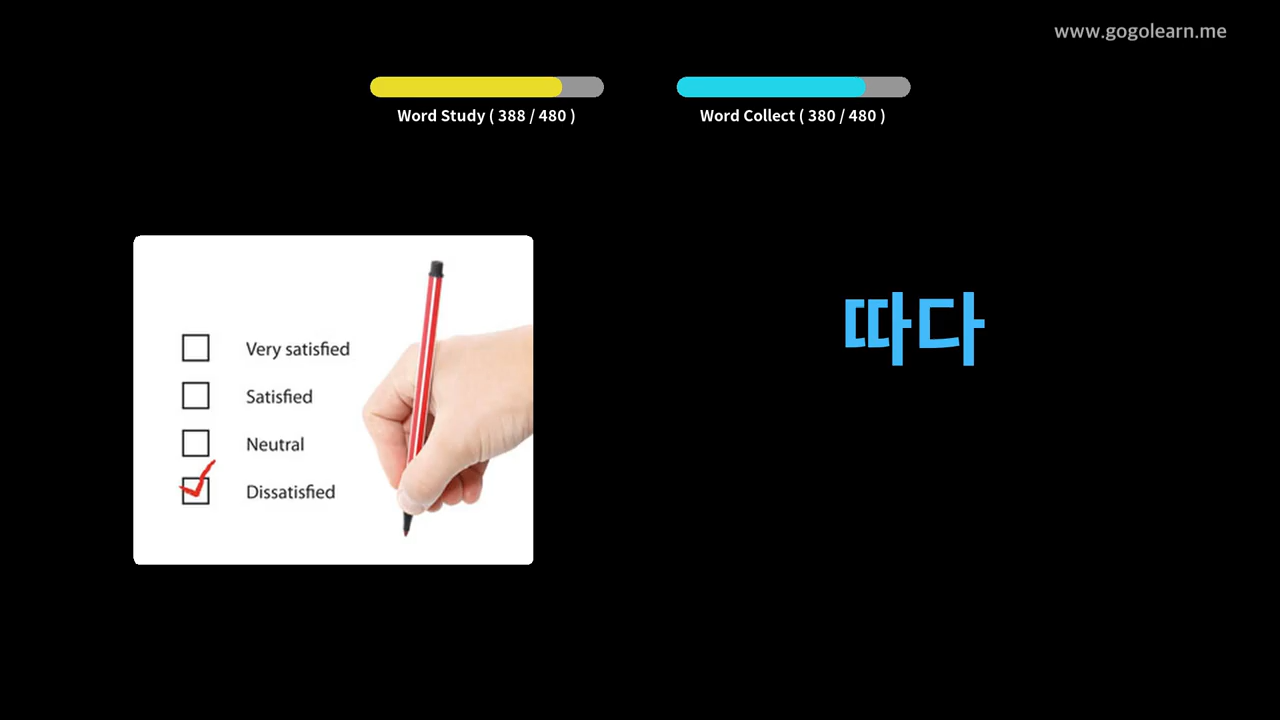 www.gogolearn.me
Word Study ( 388 / 480 )
Word Collect ( 380 / 480 )
Very satisfied
Satisfied
Neutral
Dissatisfied
따다